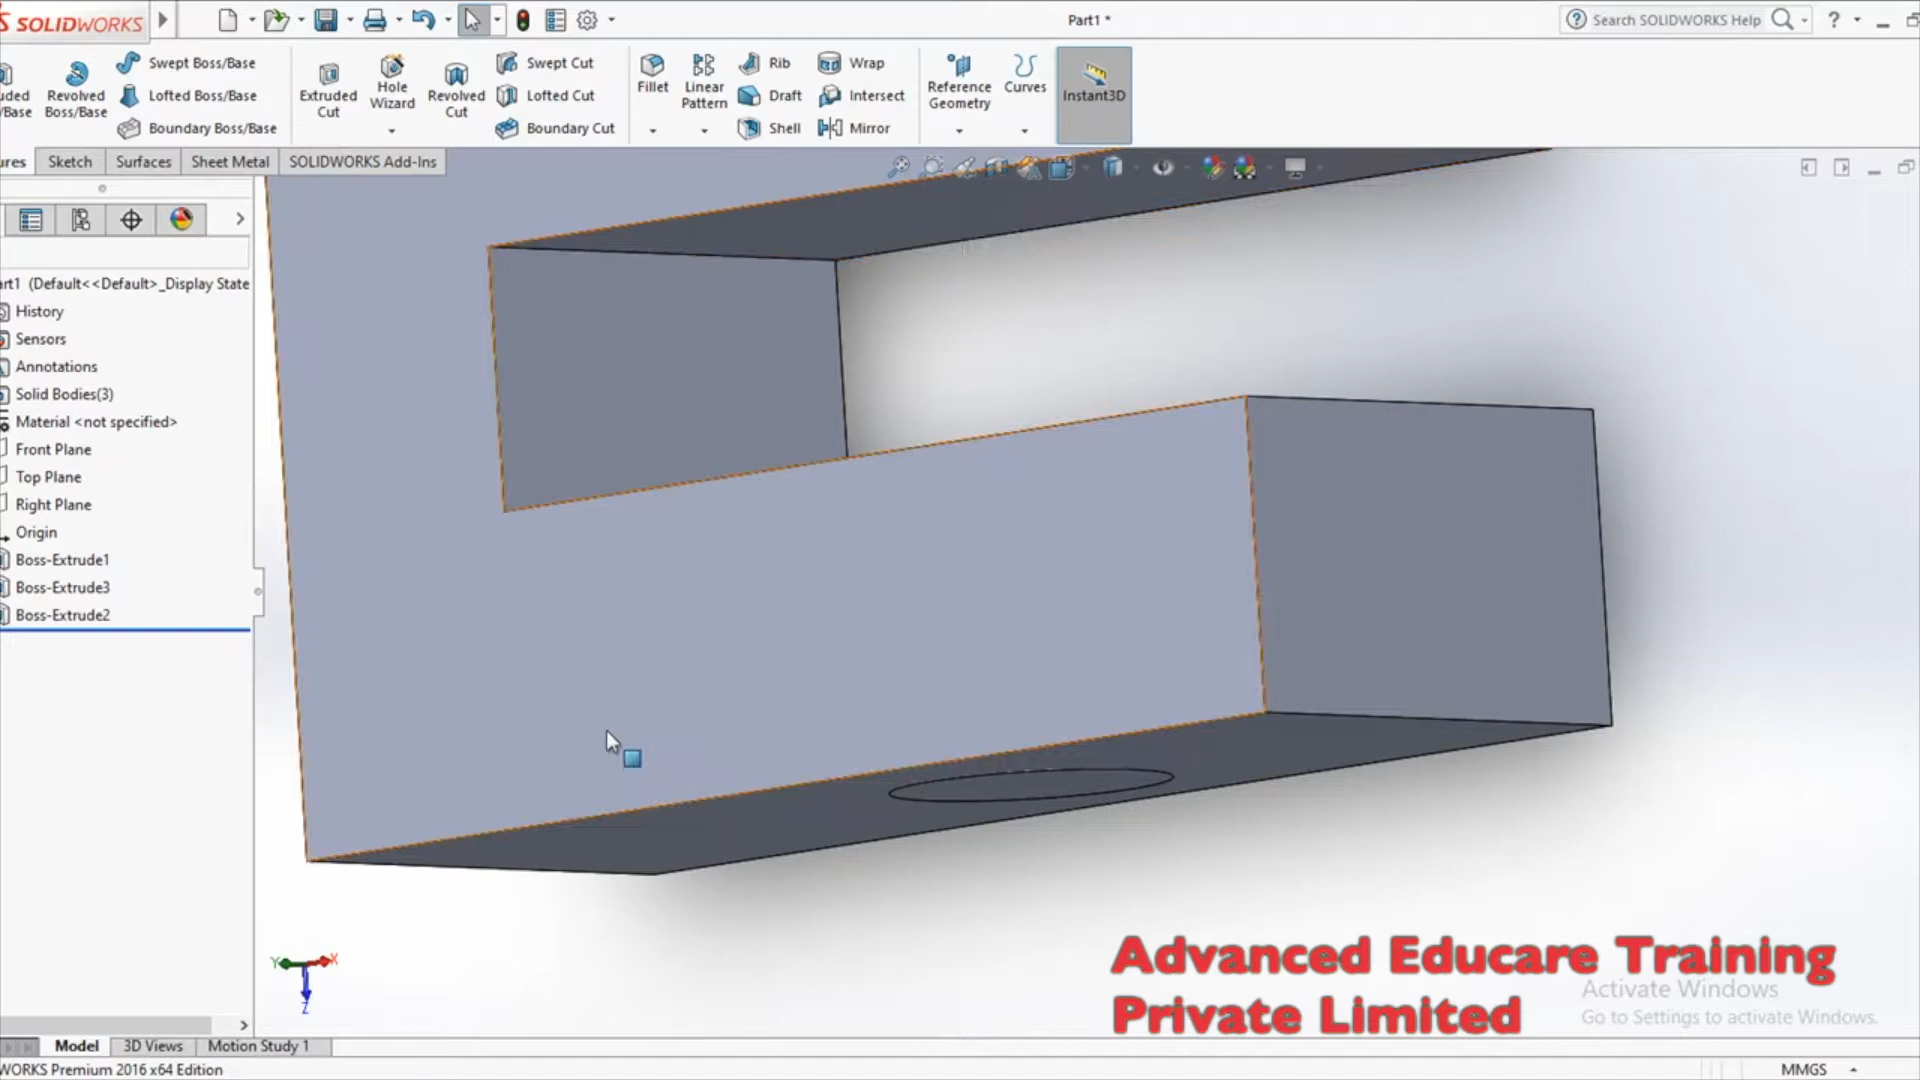 SOLIDWORKS
Part1 *
Search SOLIDWORKS Help
?
uded
/Base
Revolved
Boss/Base
Swept Boss/Base
Lofted Boss/Base
Boundary Boss/Base
Extruded
Cut
Hole
Wizard
Revolved
Cut
Swept Cut
Lofted Cut
Boundary Cut
Fillet
Linear
Pattern
Rib
Draft
Shell
Wrap
Intersect
Mirror
Reference
Geometry
Curves
Instant3D
ures
Sketch
Surfaces
Sheet Metal
SOLIDWORKS Add-Ins
art1 (Default<<Default>_Display State
History
Sensors
Annotations
Solid Bodies(3)
Material <not specified>
Front Plane
Top Plane
Right Plane
Origin
Boss-Extrude1
Boss-Extrude3
Boss-Extrude2
Y
X
Z
Advanced Educare Training
Private Limited
Activate Windows
Go to Settings to activate Windows.
Model
3D Views
Motion Study 1
WORKS Premium 2016 x64 Edition
MMGS